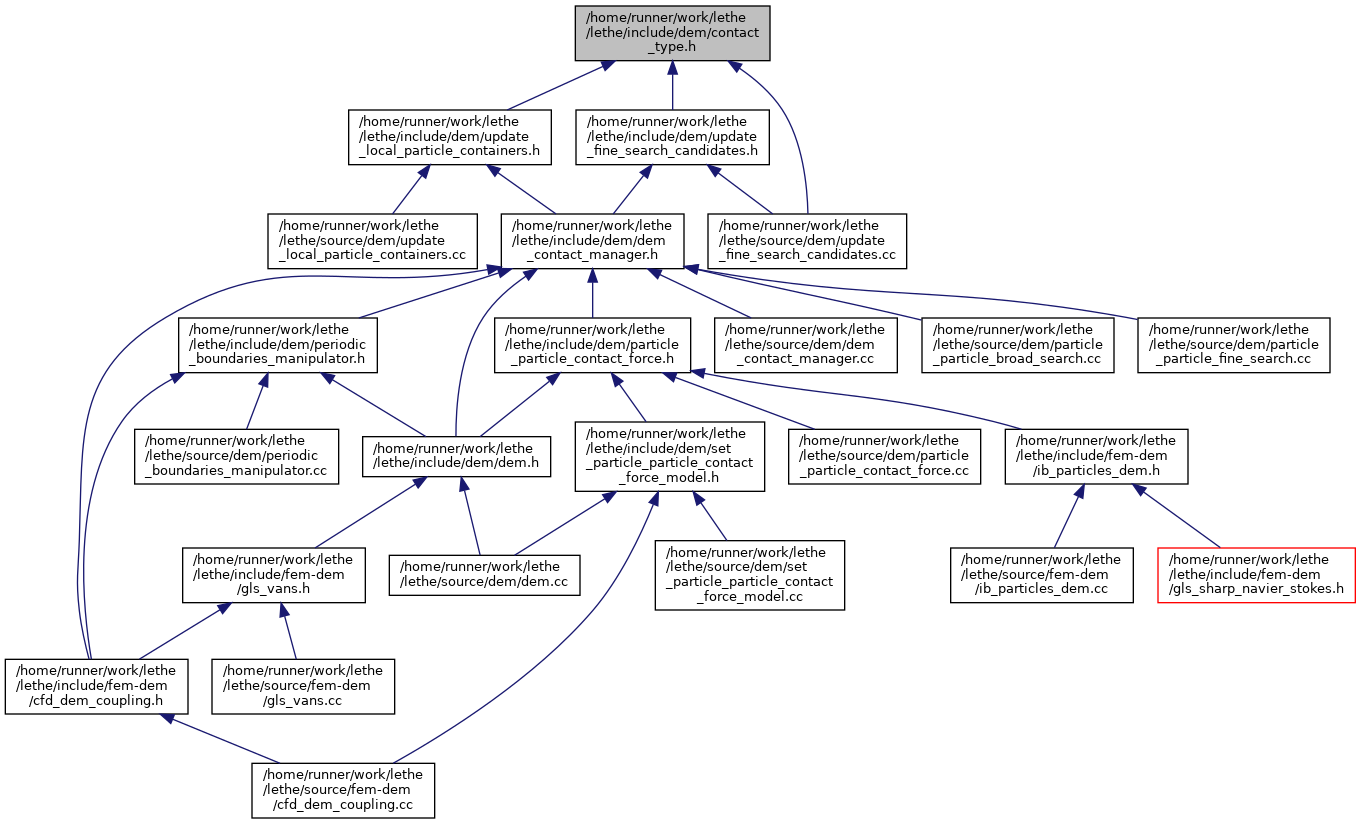 /home/runner/work/lethe
/lethe/include/dem/contact
_type.h
/home/runner/work/lethe
/lethe/include/dem/update
_local_particle_containers.h
/home/runner/work/lethe
/lethe/include/dem/update
_fine_search_candidates.h
/home/runner/work/lethe
/lethe/source/dem/update
_local_particle_containers.cc
/home/runner/work/lethe
/lethe/include/dem/dem
_contact_manager.h
/home/runner/work/lethe
/lethe/source/dem/update
_fine_search_candidates.cc
/home/runner/work/lethe
/lethe/include/dem/periodic
_boundaries_manipulator.h
/home/runner/work/lethe
/lethe/include/dem/particle
_particle_contact_force.h
/home/runner/work/lethe
/lethe/source/dem/dem
_contact_manager.cc
/home/runner/work/lethe
/lethe/source/dem/particle
_particle_broad_search.cc
/home/runner/work/lethe
/lethe/source/dem/particle
_particle_fine_search.cc
/home/runner/work/lethe
/lethe/source/dem/periodic
_boundaries_manipulator.cc
/home/runner/work/lethe
/lethe/include/dem/dem.h
/home/runner/work/lethe
/lethe/include/dem/set
_particle_particle_contact
_force_model.h
/home/runner/work/lethe
/lethe/source/dem/particle
_particle_contact_force.cc
/home/runner/work/lethe
/lethe/include/fem-dem
/ib_particles_dem.h
/home/runner/work/lethe
/lethe/include/fem-dem
/gls_vans.h
/home/runner/work/lethe
/lethe/source/dem/dem.cc
/home/runner/work/lethe
/lethe/source/dem/set
_particle_particle_contact
_force_model.cc
/home/runner/work/lethe
/lethe/source/fem-dem
/ib_particles_dem.cc
/home/runner/work/lethe
/lethe/include/fem-dem
/gls_sharp_navier_stokes.h
/home/runner/work/lethe
/lethe/include/fem-dem
/cfd_dem_coupling.h
/home/runner/work/lethe
/lethe/source/fem-dem
/gls_vans.cc
/home/runner/work/lethe
/lethe/source/fem-dem
/cfd_dem_coupling.cc